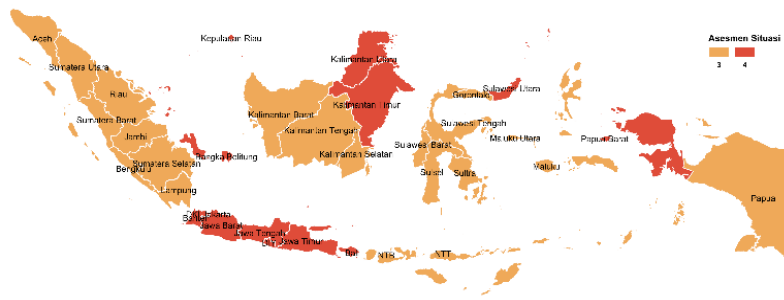 Asesmen Situasi
3 4
Aceh
Sumatera Utara
Riau
Kepulauan Riau
Sumatera Barat
Jambi
Bengkulu
Sumatera Selatan
Bangka Belitung
Lampung
DKI Jakarta
Banten
Jawa Barat
Jawa Tengah
Jawa Timur
Bali
NTB
NTT
Kalimantan Barat
Kalimantan Tengah
Kalimantan Selatan
Kalimantan Timur
Kalimantan Utara
Gorontalo
Sulawesi Utara
Sulawesi Tengah
Sulawesi Barat
Sulsel
Sultra
Maluku Utara
Maluku
Papua Barat
Papua